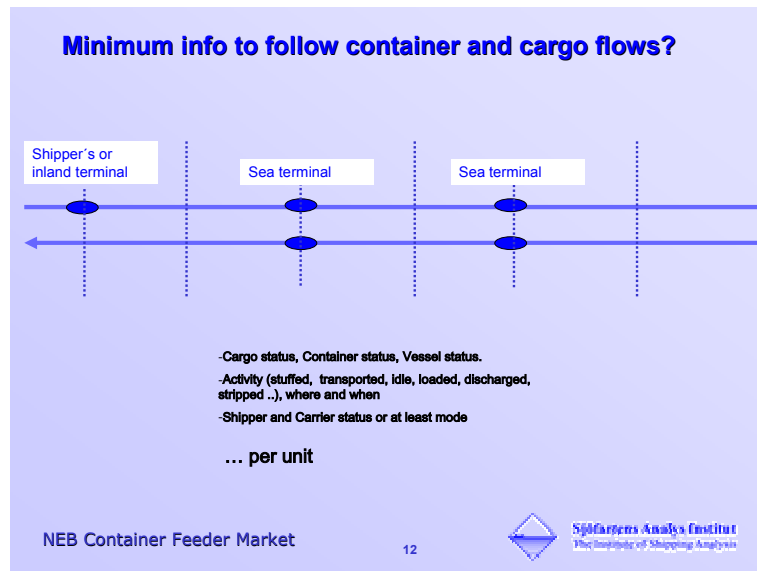 Minimum info to follow container and cargo flows?
Shipper´s or
inland terminal
Sea terminal
Sea terminal
-Cargo status, Container status, Vessel status.
-Activity (stuffed, transported, idle, loaded, discharged,
stripped ..), where and when
-Shipper and Carrier status or at least mode
… per unit
NEB Container Feeder Market
12
Sjöfartens Analys Institut
The Institute of Shipping Analysis